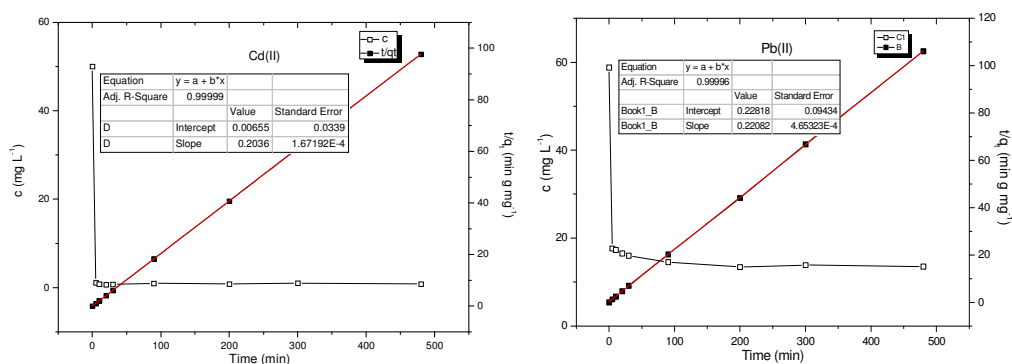 60
50
40
20
0
c (mg L⁻¹)
Cd(II)
c
t/qt
Equation y = a + b*x
Adj. R-Square 0.99999
Value Standard Error
D Intercept 0.00655 0.0339
D Slope 0.2036 1.67192E-4
100
80
60
40
20
0
t/qt (min g mg⁻¹)
0 100 200 300 400 500
Time (min)
60
40
20
0
c (mg L⁻¹)
Pb(II)
C1
B
Equation y = a + b*x
Adj. R-Square 0.99996
Value Standard Error
Book1_B Intercept 0.22818 0.09434
Book1_B Slope 0.22082 4.65323E-4
120
100
80
60
40
20
0
t/qt (min g mg⁻¹)
0 100 200 300 400 500
Time (min)